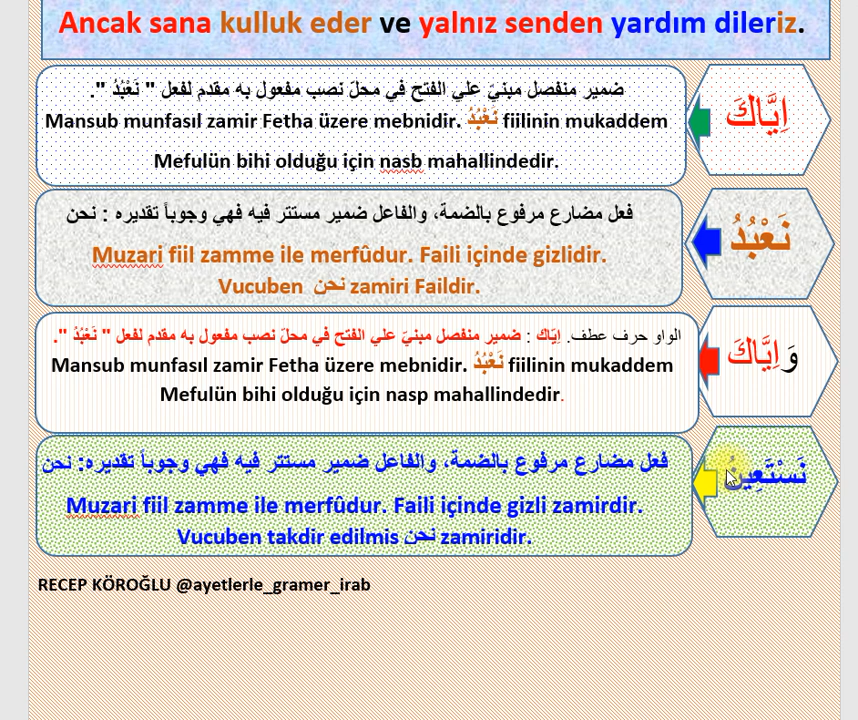 Ancak sana kulluk eder ve yalnız senden yardım dileriz.
اِيَّاكَ
ضمير منفصل مبنيّ علي الفتح في محلّ نصب مفعول به مقدم لفعل " نَعْبُدُ ".
Mansub munfasıl zamir Fetha üzere mebnidir. نَعْبُدُ fiilinin mukaddem
Mefulün bihi olduğu için nasb mahallindedir.
نَعْبُدُ
فعل مضارع مرفوع بالضمة، والفاعل ضمير مستتر فيه فهي وجوباً تقديره : نحن
Muzari fiil zamme ile merfûdur. Faili içinde gizlidir.
Vucuben نحن zamiri Faildir.
وَاِيَّاكَ
الواو حرف عطف. اِيّاك : ضمير منفصل مبنيّ علي الفتح في محلّ نصب مفعول به مقدم لفعل " نَعْبُدُ ".
Mansub munfasıl zamir Fetha üzere mebnidir. نَعْبُدُ fiilinin mukaddem
Mefulün bihi olduğu için nasp mahallindedir.
نَسْتَعِينُ
فعل مضارع مرفوع بالضمة، والفاعل ضمير مستتر فيه فهي وجوباً تقديره: نحن
Muzari fiil zamme ile merfûdur. Faili içinde gizli zamirdir.
Vucuben takdir edilmis نحن zamiridir.
RECEP KÖROĞLU @ayetlerle_gramer_irab